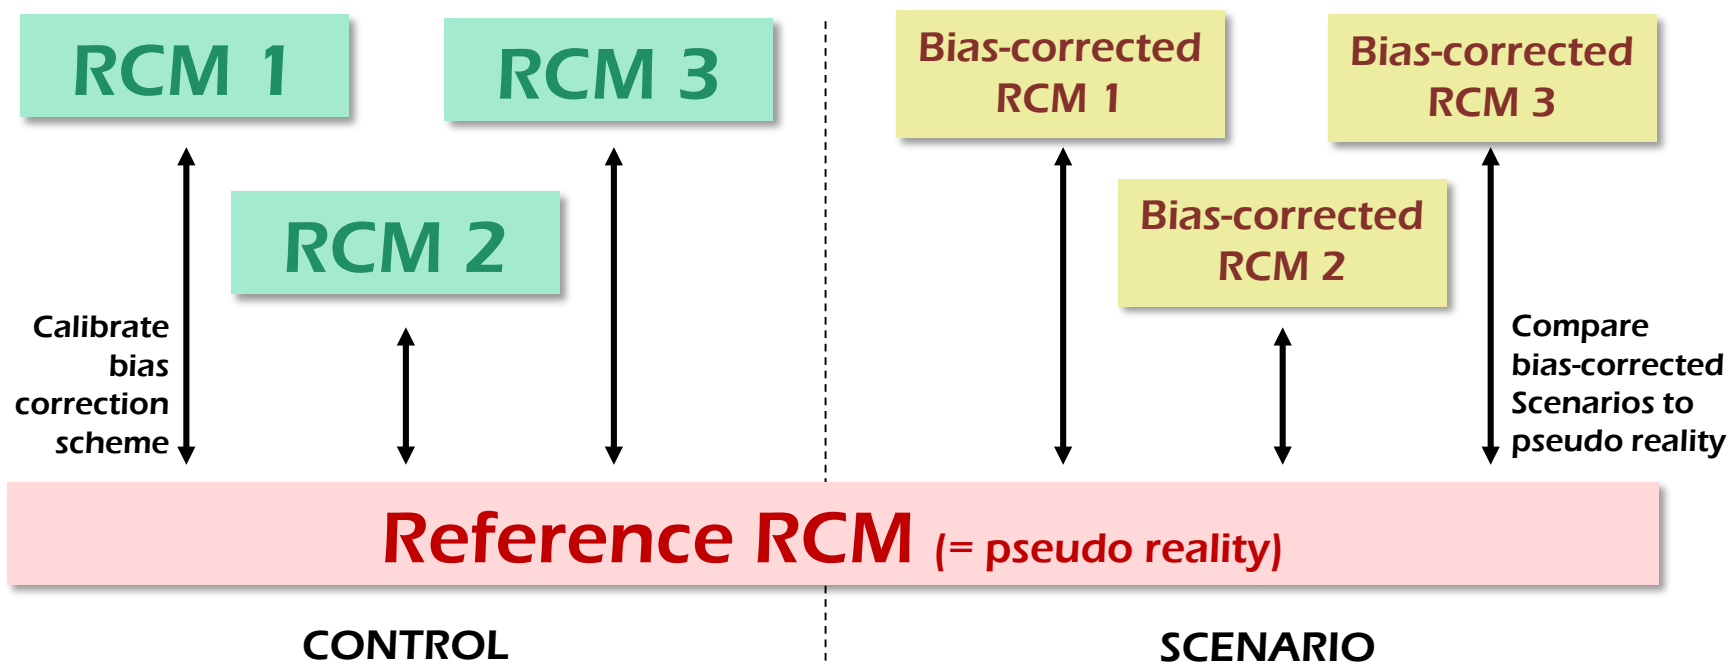 RCM 1
RCM 3
RCM 2
Calibrate
bias
correction
scheme
Bias-corrected
RCM 1
Bias-corrected
RCM 3
Bias-corrected
RCM 2
Compare
bias-corrected
Scenarios to
pseudo reality
Reference RCM (= pseudo reality)
CONTROL
SCENARIO